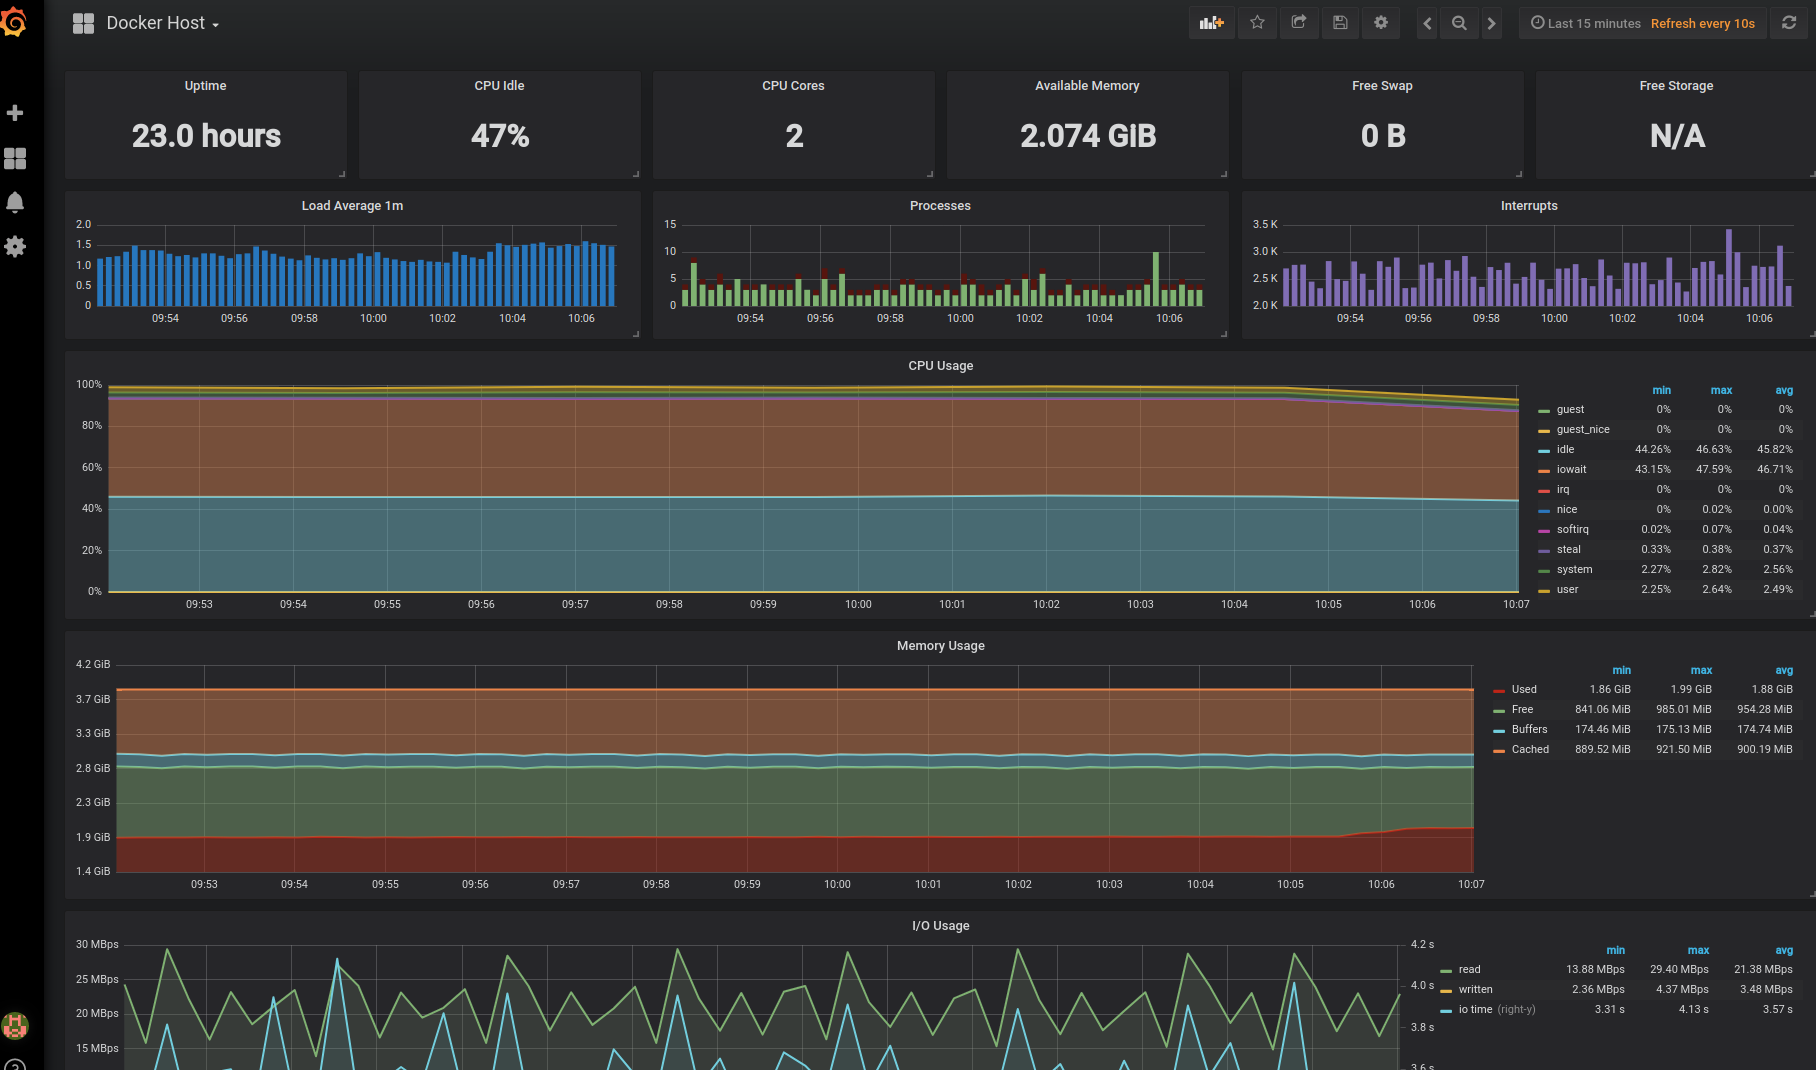 Docker Host
Last 15 minutes Refresh every 10s
Uptime
23.0 hours
CPU Idle
47%
CPU Cores
2
Available Memory
2.074 GiB
Free Swap
0 B
Free Storage
N/A
Load Average 1m
2.0
1.5
1.0
0.5
0
09:54 09:56 09:58 10:00 10:02 10:04 10:06
Processes
15
10
5
0
09:54 09:56 09:58 10:00 10:02 10:04 10:06
Interrupts
3.5 K
3.0 K
2.5 K
2.0 K
09:54 09:56 09:58 10:00 10:02 10:04 10:06
CPU Usage
100%
80%
60%
40%
20%
0%
09:53 09:54 09:55 09:56 09:57 09:58 09:59 10:00 10:01 10:02 10:03 10:04 10:05 10:06 10:07
min max avg
guest 0% 0% 0%
guest_nice 0% 0% 0%
idle 44.26% 46.63% 45.82%
iowait 43.15% 47.59% 46.71%
irq 0% 0% 0%
nice 0% 0.02% 0.00%
softirq 0.02% 0.07% 0.04%
steal 0.33% 0.38% 0.37%
system 2.27% 2.82% 2.56%
user 2.25% 2.64% 2.49%
Memory Usage
4.2 GiB
3.7 GiB
3.3 GiB
2.8 GiB
2.3 GiB
1.9 GiB
1.4 GiB
09:53 09:54 09:55 09:56 09:57 09:58 09:59 10:00 10:01 10:02 10:03 10:04 10:05 10:06 10:07
min max avg
Used 1.86 GiB 1.99 GiB 1.88 GiB
Free 841.06 MiB 985.01 MiB 954.28 MiB
Buffers 174.46 MiB 175.13 MiB 174.74 MiB
Cached 889.52 MiB 921.50 MiB 900.19 MiB
I/O Usage
30 MBps
25 MBps
20 MBps
15 MBps
4.2 s
4.0 s
3.8 s
3.6 s
min max avg
read 13.88 MBps 29.40 MBps 21.38 MBps
written 2.36 MBps 4.37 MBps 3.48 MBps
io time (right-y) 3.31 s 4.13 s 3.57 s